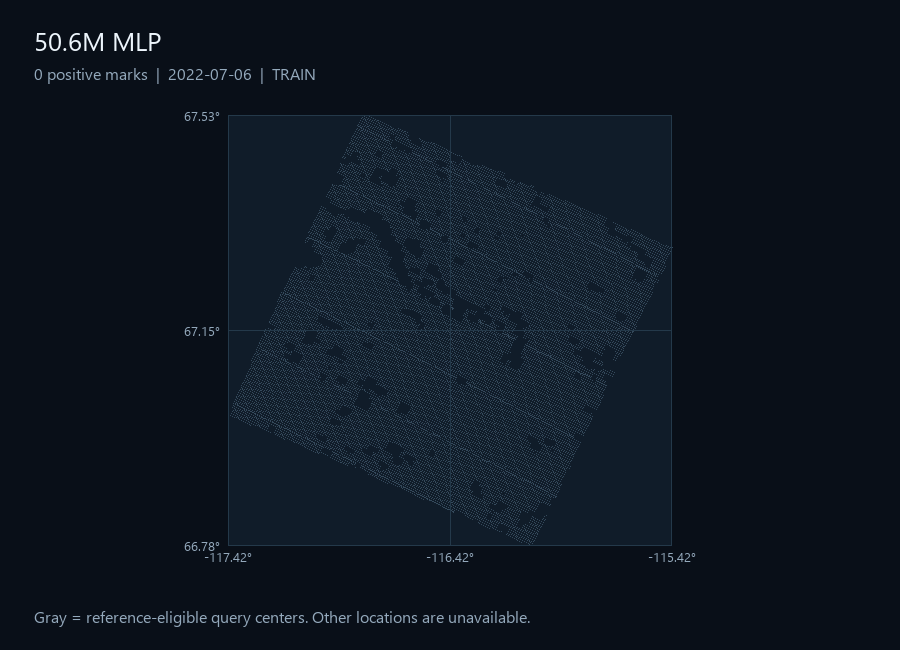 50.6M MLP
0 positive marks | 2022-07-06 | TRAIN
67.53°
67.15°
66.78°
-117.42° -116.42° -115.42°
Gray = reference-eligible query centers. Other locations are unavailable.